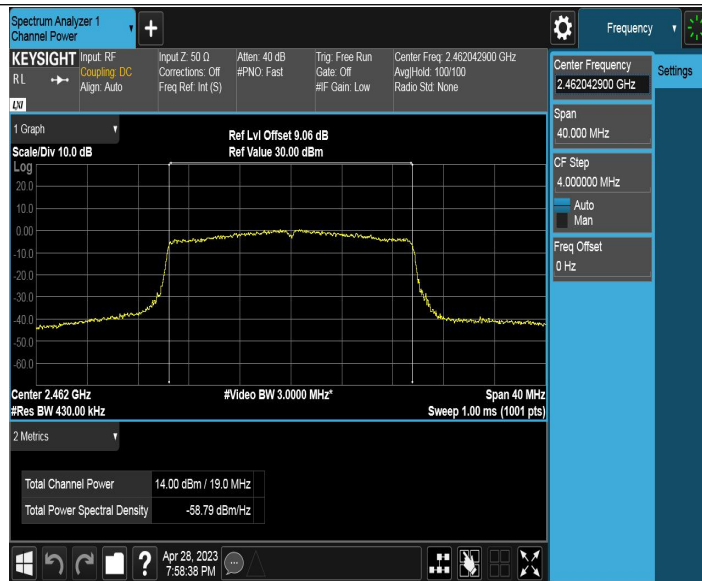 Spectrum Analyzer 1
Channel Power
+
Frequency
KEYSIGHT
RL
LXI
Input: RF
Coupling: DC
Align: Auto
Input Z: 50 Ω
Corrections: Off
Freq Ref: Int (S)
Atten: 40 dB
#PNO: Fast
Trig: Free Run
Gate: Off
#IF Gain: Low
Center Freq: 2.462042900 GHz
Avg|Hold: 100/100
Radio Std: None
Center Frequency
2.462042900 GHz
Settings
Span
40.000 MHz
CF Step
4.000000 MHz
Auto
Man
Freq Offset
0 Hz
1 Graph
Scale/Div 10.0 dB
Ref Lvl Offset 9.06 dB
Ref Value 30.00 dBm
Log
20.0
10.0
0.00
-10.0
-20.0
-30.0
-40.0
-50.0
-60.0
Center 2.462 GHz
#Video BW 3.0000 MHz*
Span 40 MHz
#Res BW 430.00 kHz
Sweep 1.00 ms (1001 pts)
2 Metrics
Total Channel Power 14.00 dBm / 19.0 MHz
Total Power Spectral Density -58.79 dBm/Hz
?
Apr 28, 2023
7:58:38 PM